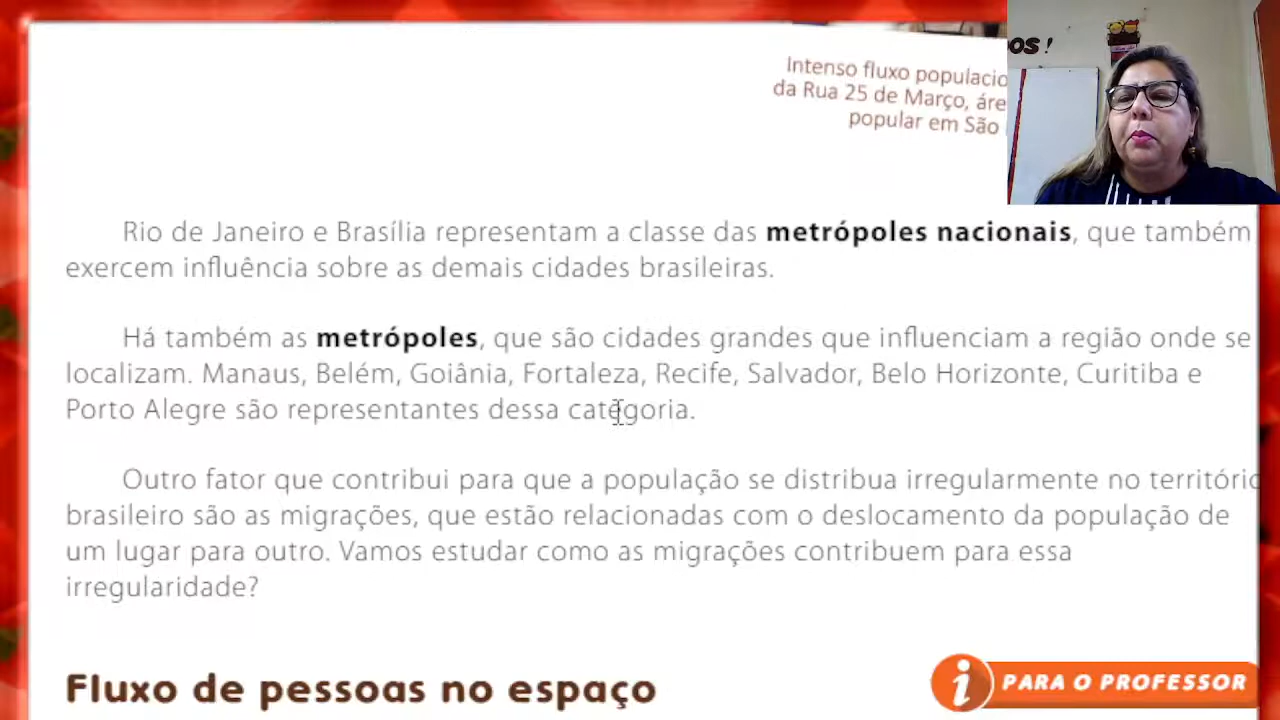 OS!
Intenso fluxo
da Rua 25 de Março,
popular em São
Rio de Janeiro e Brasília representam a classe das metrópoles nacionais, que também
exercem influência sobre as demais cidades brasileiras.
Há também as metrópoles, que são cidades grandes que influenciam a região onde se
localizam. Manaus, Belém, Goiânia, Fortaleza, Recife, Salvador, Belo Horizonte, Curitiba e
Porto Alegre são representantes dessa categoria.
Outro fator que contribui para que a população se distribua irregularmente no território
brasileiro são as migrações, que estão relacionadas com o deslocamento da população de
um lugar para outro. Vamos estudar como as migrações contribuem para essa
irregularidade?
Fluxo de pessoas no espaço
i PARA O PROFESSOR